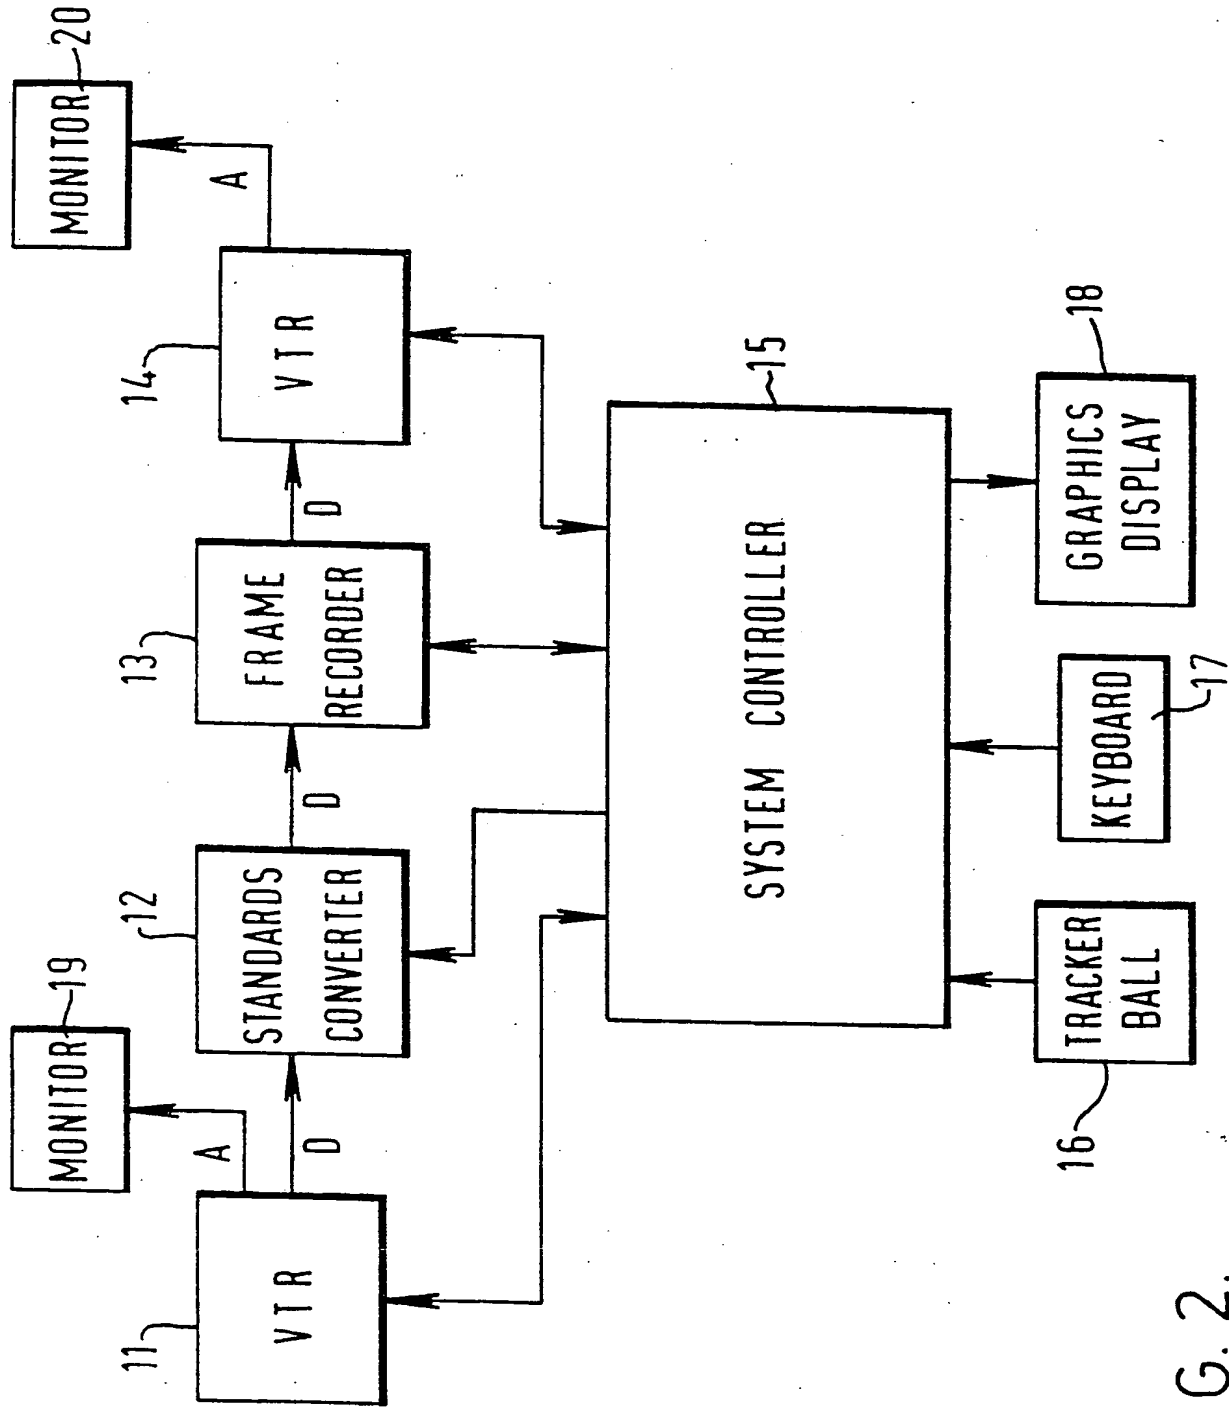 MONITOR
19
MONITOR
20
A
A
11
VTR
D
12
STANDARDS
CONVERTER
D
13
FRAME
RECORDER
D
14
VTR
15
SYSTEM CONTROLLER
16
TRACKER
BALL
KEYBOARD
17
18
GRAPHICS
DISPLAY
G. 2.